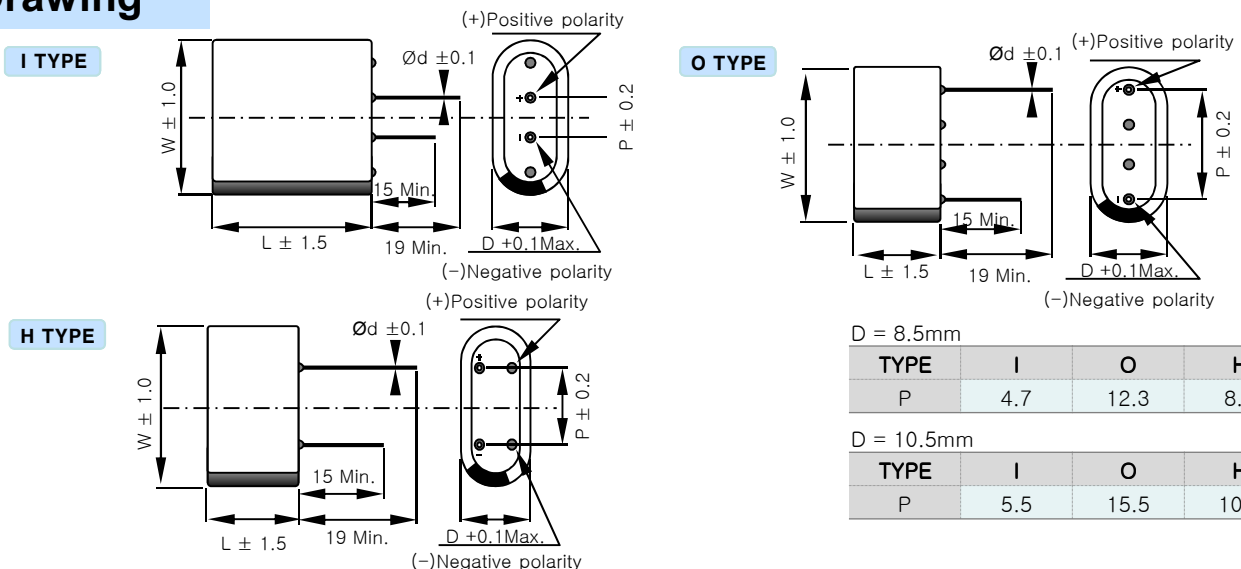 I TYPE
(+)Positive polarity
Ød ±0.1
W ± 1.0
+
-
P ± 0.2
15 Min.
L ± 1.5
19 Min.
D +0.1Max.
(-)Negative polarity
O TYPE
(+)Positive polarity
Ød ±0.1
W ± 1.0
+
-
P ± 0.2
15 Min.
L ± 1.5
19 Min.
D +0.1Max.
(-)Negative polarity
H TYPE
(+)Positive polarity
Ød ±0.1
W ± 1.0
+
-
P ± 0.2
15 Min.
L ± 1.5
19 Min.
D +0.1Max.
(-)Negative polarity
D = 8.5mm
TYPE I O H
P 4.7 12.3 8.
D = 10.5mm
TYPE I O H
P 5.5 15.5 10